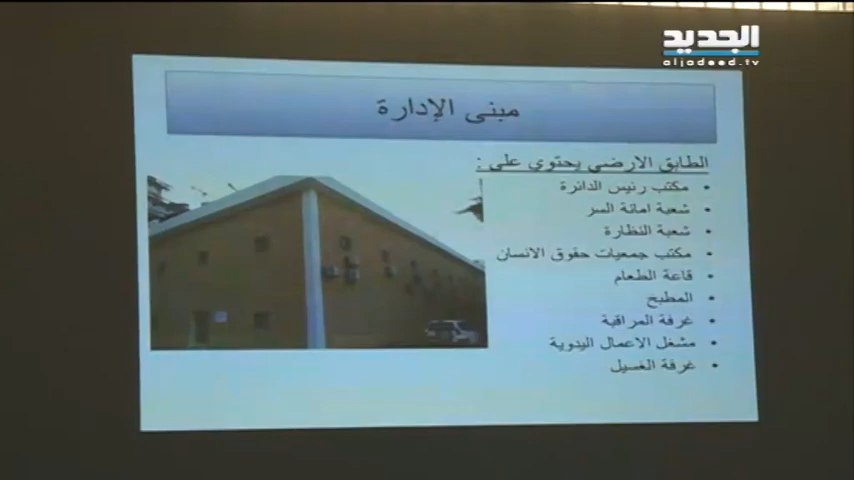 الجديد
aljadeed.tv
مبنى الإدارة
الطابق الارضي يحتوي على :
• مكتب رئيس الدائرة
• شعبة امانة السر
• شعبة النظارة
• مكتب جمعيات حقوق الانسان
• قاعة الطعام
• المطبخ
• غرفة المراقبة
• مشغل الاعمال اليدوية
• غرفة الغسيل